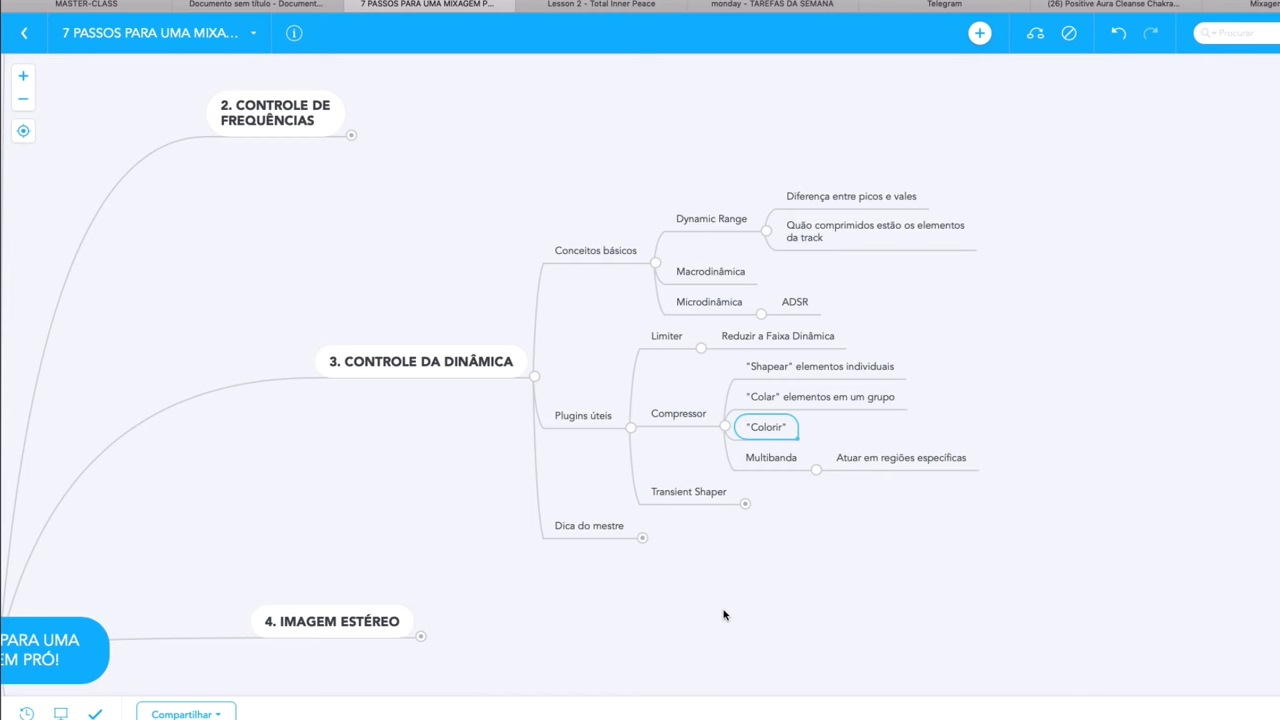 MASTER-CLASS
Documento sem título - Document...
7 PASSOS PARA UMA MIXAGEM P...
Lesson 2 - Total Inner Peace
monday - TAREFAS DA SEMANA
Telegram
(26) Positive Aura Cleanse Chakra...
Mixagem
7 PASSOS PARA UMA MIXA...
Procurar
2. CONTROLE DE
FREQUÊNCIAS
Diferença entre picos e vales
Dynamic Range
Quão comprimidos estão os elementos
da track
Conceitos básicos
Macrodinâmica
Microdinâmica
ADSR
Limiter
Reduzir a Faixa Dinâmica
3. CONTROLE DA DINÂMICA
"Shapear" elementos individuais
"Colar" elementos em um grupo
Plugins úteis
Compressor
"Colorir"
Multibanda
Atuar em regiões específicas
Transient Shaper
Dica do mestre
4. IMAGEM ESTÉREO
PARA UMA
EM PRÓ!
Compartilhar